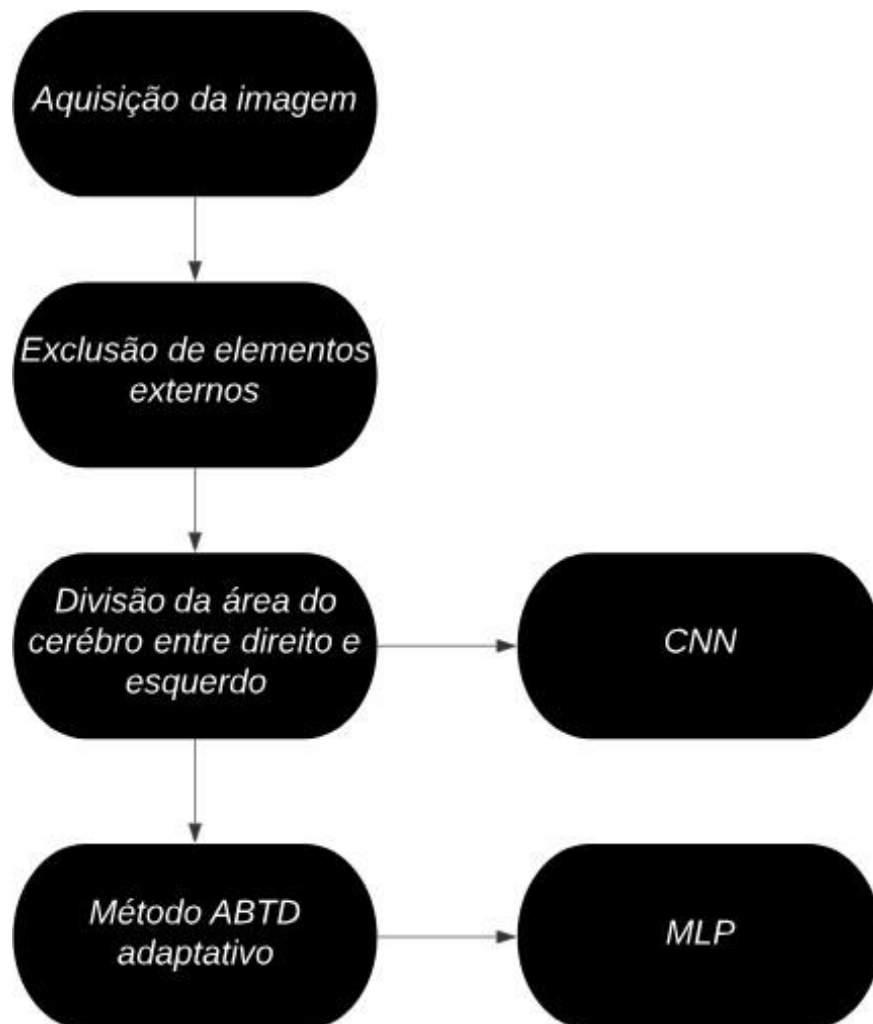 Aquisição da imagem
Exclusão de elementos
externos
Divisão da área do
cerébro entre direito e
esquerdo
CNN
Método ABTD
adaptativo
MLP